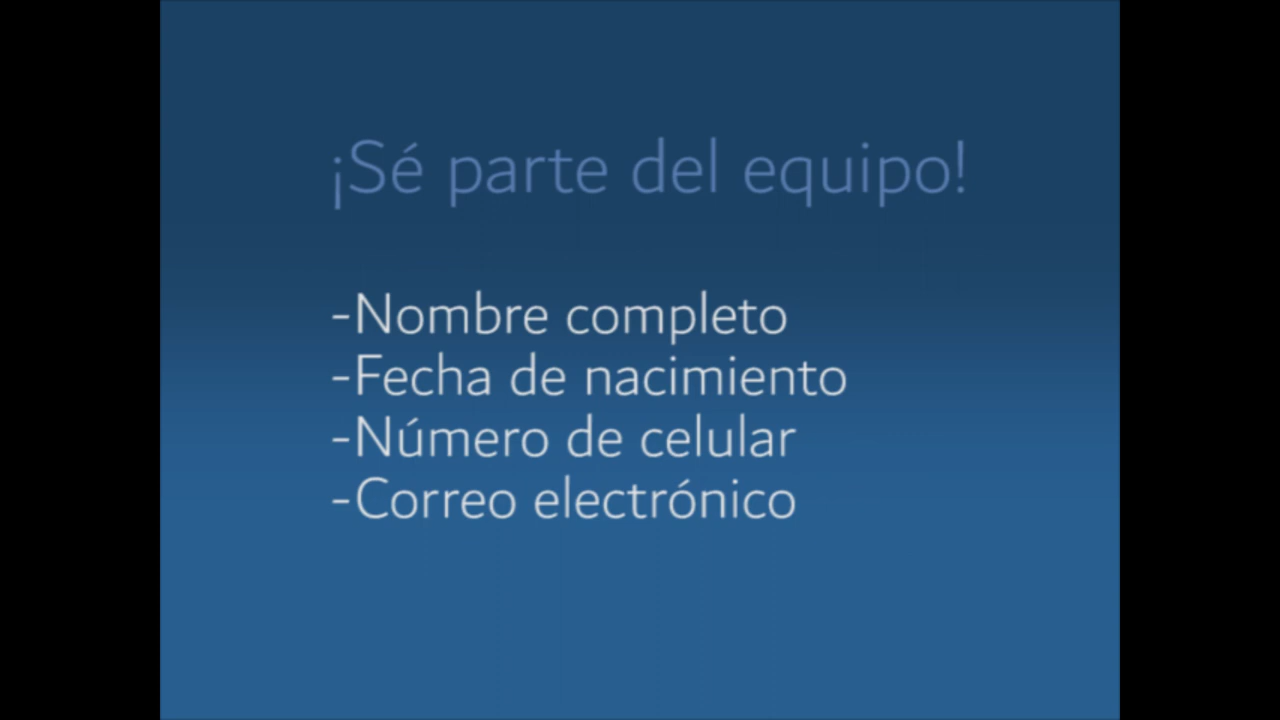 ¡Sé parte del equipo!
-Nombre completo
-Fecha de nacimiento
-Número de celular
-Correo electrónico